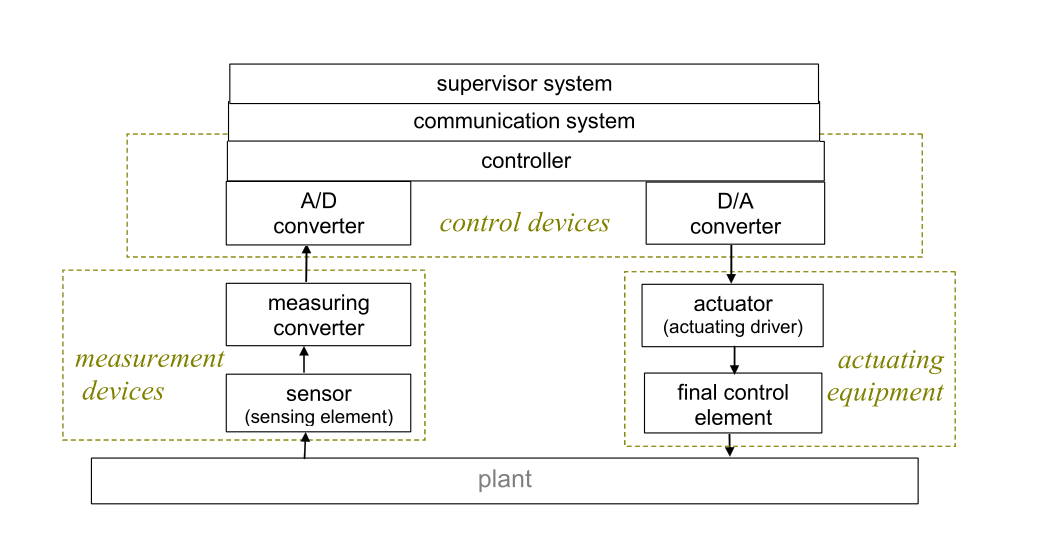 supervisor system
communication system
controller
A/D
converter
control devices
D/A
converter
measuring
converter
measurement
devices
sensor
(sensing element)
actuator
(actuating driver)
final control
element
actuating
equipment
plant